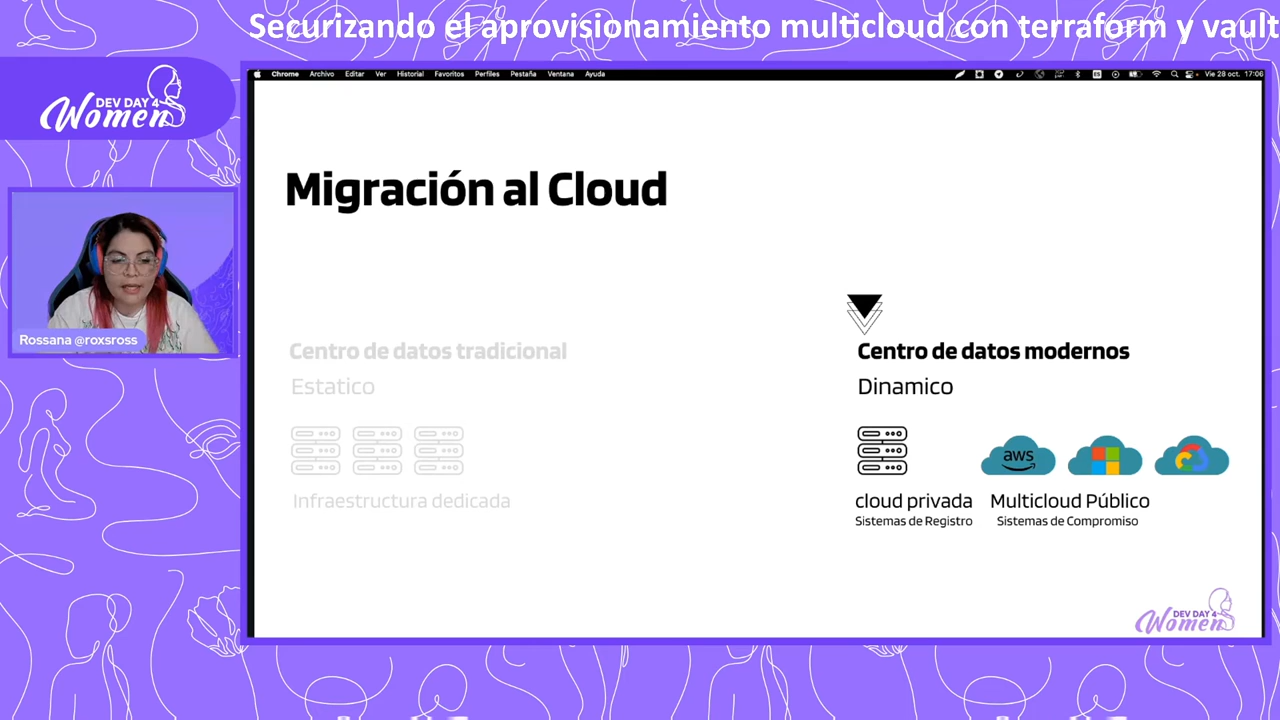 Securizando el aprovisionamiento multicloud con terraform y vault
DEV DAY 4
Women
Chrome Archivo Editar Ver Historial Favoritos Perfiles Pestaña Ventana Ayuda
Vie 28 oct. 17:06
Migración al Cloud
Rossana @roxsross
Centro de datos tradicional
Estatico
Infraestructura dedicada
Centro de datos modernos
Dinamico
aws
cloud privada
Multicloud Público
Sistemas de Registro
Sistemas de Compromiso
DEV DAY 4
Women